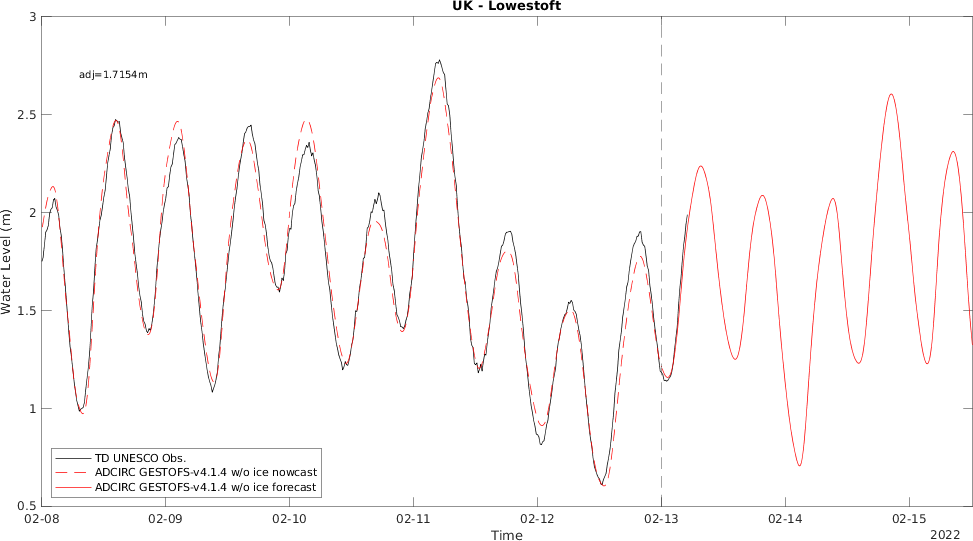 UK - Lowestoft
3
adj=1.7154m
2.5
2
Water Level (m)
1.5
1
TD UNESCO Obs.
ADCIRC GESTOFS-v4.1.4 w/o ice nowcast
ADCIRC GESTOFS-v4.1.4 w/o ice forecast
0.5
02-08 02-09 02-10 02-11 02-12 02-13 02-14 02-15
Time
2022